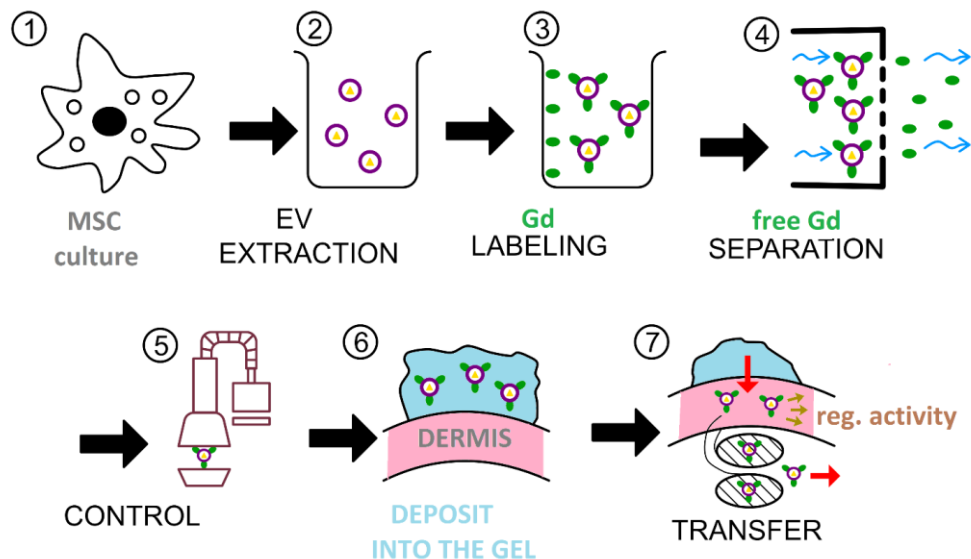 1
MSC
culture
2
EV
EXTRACTION
3
Gd
LABELING
4
free Gd
SEPARATION
5
CONTROL
6
DERMIS
DEPOSIT
INTO THE GEL
7
reg. activity
TRANSFER